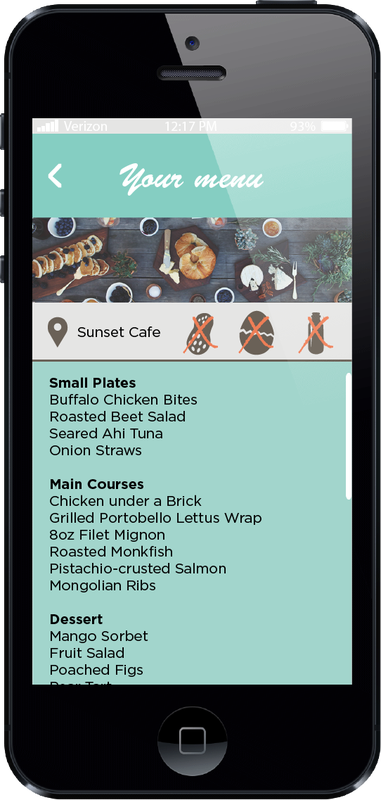 Verizon 12:17 PM 93%
Your menu
Sunset Cafe
Small Plates
Buffalo Chicken Bites
Roasted Beet Salad
Seared Ahi Tuna
Onion Straws
Main Courses
Chicken under a Brick
Grilled Portobello Lettus Wrap
8oz Filet Mignon
Roasted Monkfish
Pistachio-crusted Salmon
Mongolian Ribs
Dessert
Mango Sorbet
Fruit Salad
Poached Figs